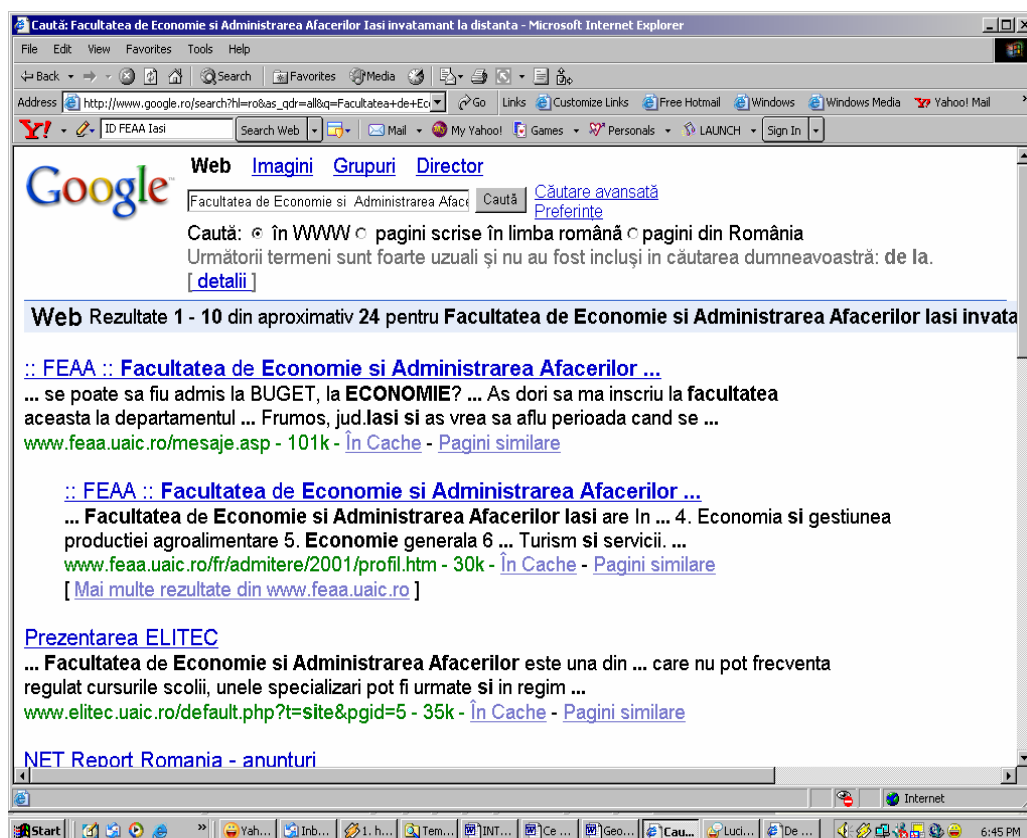 Caută: Facultatea de Economie si Administrarea Afacerilor Iasi invatamant la distanta - Microsoft Internet Explorer
File Edit View Favorites Tools Help
Back Search Favorites Media
Address http://www.google.ro/search?hl=ro&as_qdr=all&q=Facultatea+de+Eco Go Links Customize Links Free Hotmail Windows Windows Media Yahoo! Mail
Y! ID FEAA Iasi Search Web Mail My Yahoo! Games Personals LAUNCH Sign In
Web Imagini Grupuri Director
Google
Facultatea de Economie si Administrarea Aface Caută Căutare avansată
Preferințe
Caută: în WWW pagini scrise în limba română pagini din România
Următorii termeni sunt foarte uzuali și nu au fost incluși in căutarea dumneavoastră: de la.
[ detalii ]
Web Rezultate 1 - 10 din aproximativ 24 pentru Facultatea de Economie si Administrarea Afacerilor Iasi invata
:: FEAA :: Facultatea de Economie si Administrarea Afacerilor ...
... se poate sa fiu admis la BUGET, la ECONOMIE? ... As dori sa ma inscriu la facultatea
aceasta la departamentul ... Frumos, jud.Iasi si as vrea sa aflu perioada cand se ...
www.feaa.uaic.ro/mesaje.asp - 101k - În Cache - Pagini similare
:: FEAA :: Facultatea de Economie si Administrarea Afacerilor ...
... Facultatea de Economie si Administrarea Afacerilor Iasi are In ... 4. Economia si gestiunea
productiei agroalimentare 5. Economie generala 6 ... Turism si servicii. ...
www.feaa.uaic.ro/fr/admitere/2001/profil.htm - 30k - În Cache - Pagini similare
[ Mai multe rezultate din www.feaa.uaic.ro ]
Prezentarea ELITEC
... Facultatea de Economie si Administrarea Afacerilor este una din ... care nu pot frecventa
regulat cursurile scolii, unele specializari pot fi urmate si in regim ...
www.elitec.uaic.ro/default.php?t=site&pgid=5 - 35k - În Cache - Pagini similare
NET Report Romania - anunturi
Internet
Start » Yah... Inb... 1. h... Tem... INT... Ce ... Geo... Cau... Luci... De ... 6:45 PM